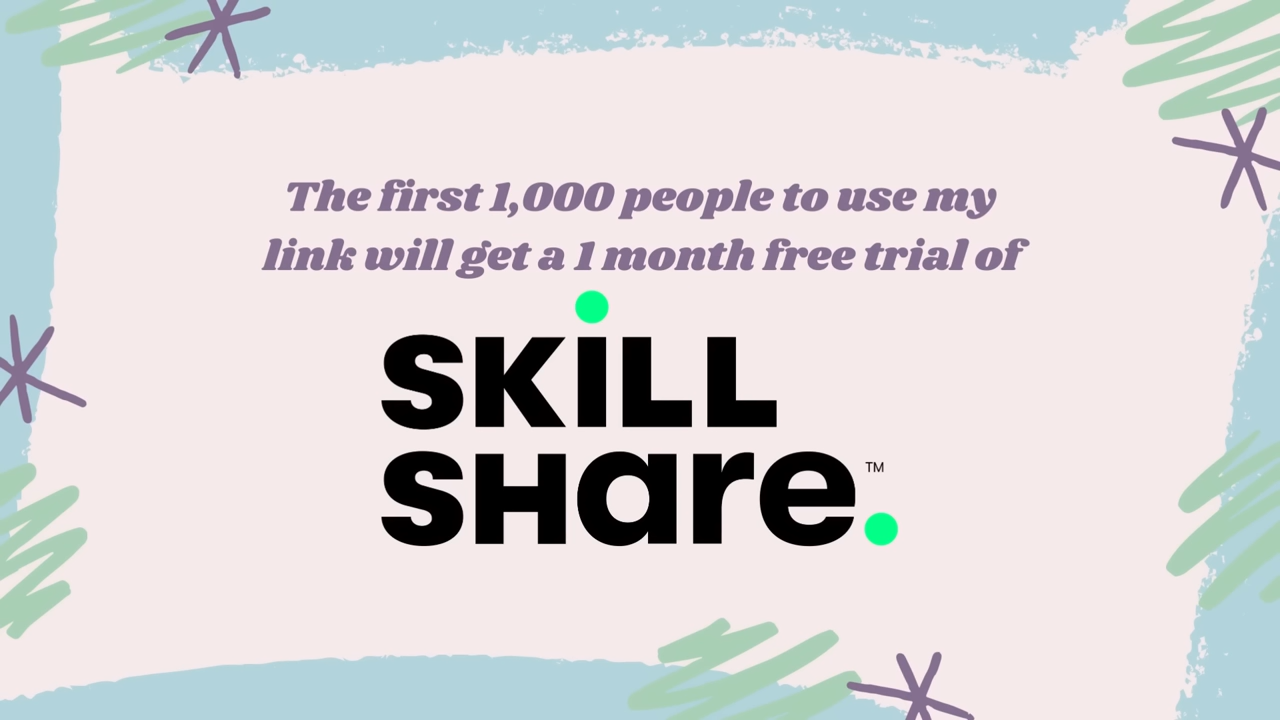 The first 1,000 people to use my
link will get a 1 month free trial of
SKiLL
SHare.™